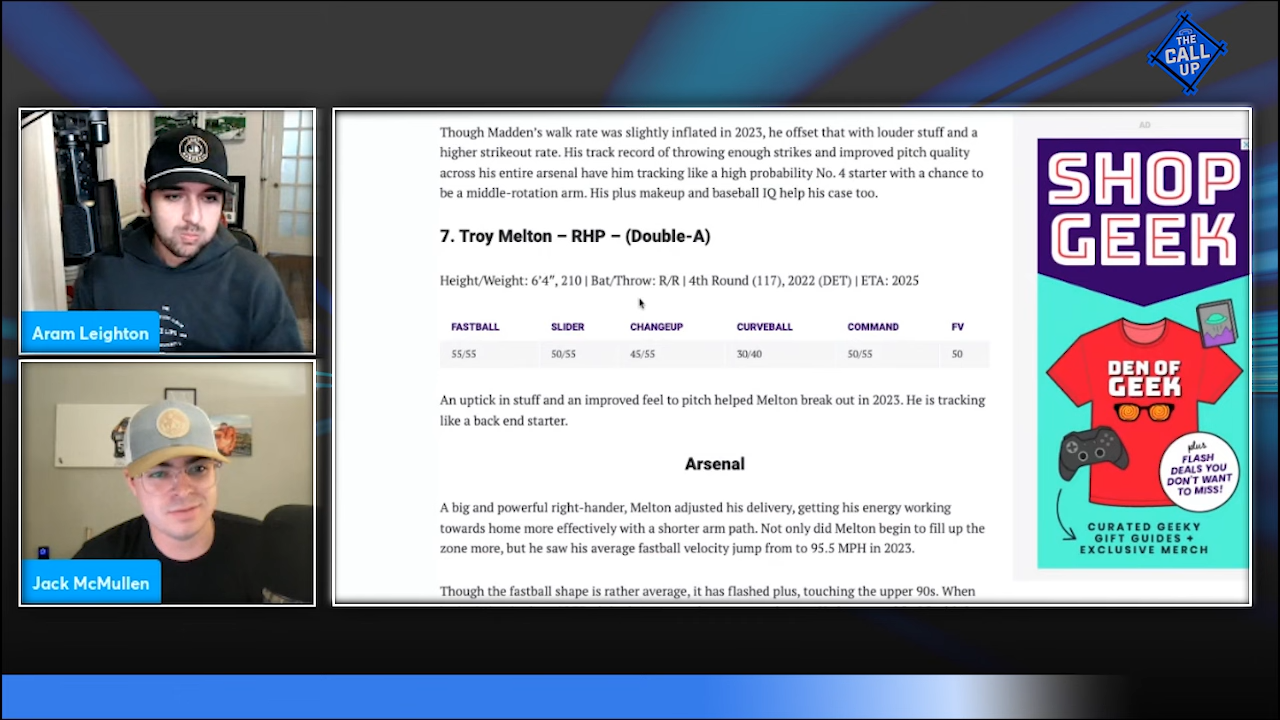 THE
CALL
UP
Aram Leighton
Jack McMullen
Though Madden's walk rate was slightly inflated in 2023, he offset that with louder stuff and a
higher strikeout rate. His track record of throwing enough strikes and improved pitch quality
across his entire arsenal have him tracking like a high probability No. 4 starter with a chance to
be a middle-rotation arm. His plus makeup and baseball IQ help his case too.
7. Troy Melton – RHP – (Double-A)
Height/Weight: 6'4″, 210 | Bat/Throw: R/R | 4th Round (117), 2022 (DET) | ETA: 2025
FASTBALL SLIDER CHANGEUP CURVEBALL COMMAND FV
55/55 50/55 45/55 30/40 50/55 50
An uptick in stuff and an improved feel to pitch helped Melton break out in 2023. He is tracking
like a back end starter.
Arsenal
A big and powerful right-hander, Melton adjusted his delivery, getting his energy working
towards home more effectively with a shorter arm path. Not only did Melton begin to fill up the
zone more, but he saw his average fastball velocity jump from to 95.5 MPH in 2023.
Though the fastball shape is rather average, it has flashed plus, touching the upper 90s. When
AD
SHOP
GEEK
DEN OF
GEEK
plus
FLASH
DEALS YOU
DON'T WANT
TO MISS!
CURATED GEEKY
GIFT GUIDES +
EXCLUSIVE MERCH